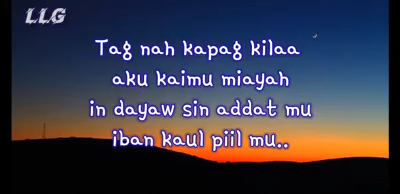 LLG
Tag nah kapag kilaa
aku kaimu miayah
in dayaw sin addat mu
iban kaul piil mu..